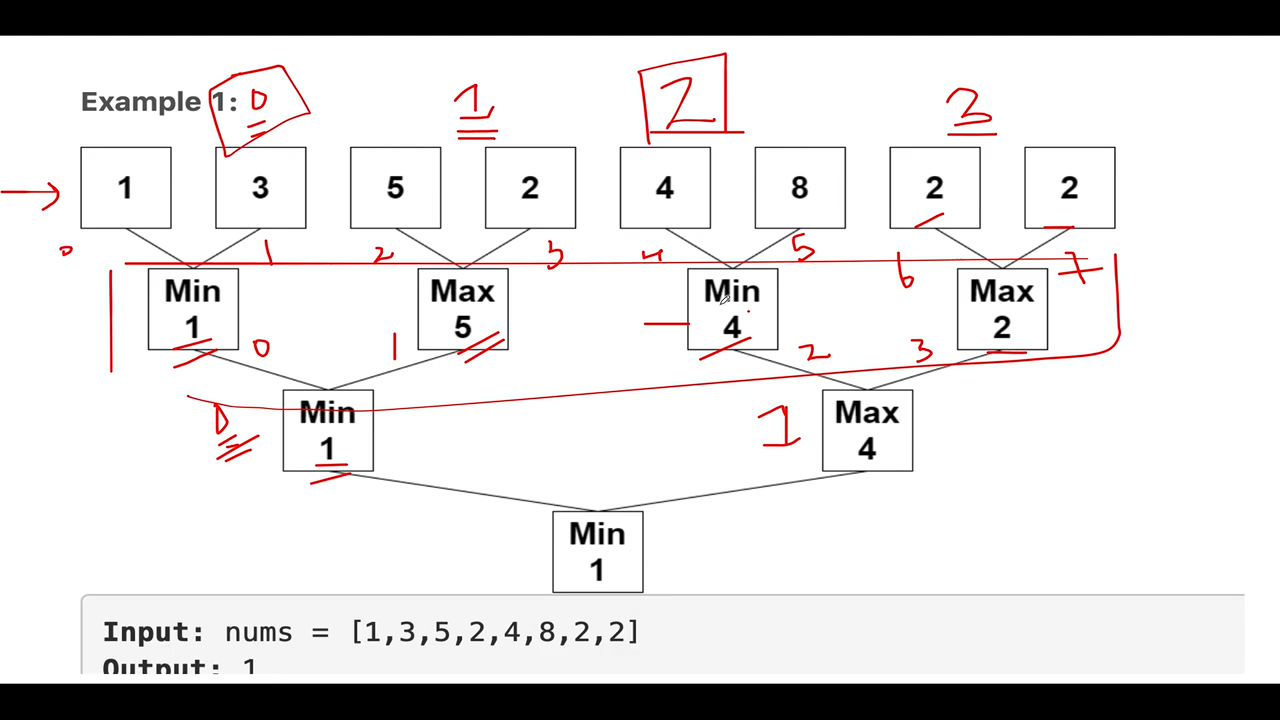 Example 1: 0 1 2 3
1 3 5 2 4 8 2 2
0 1 2 3 4 5 6 7
Min Max Min Max
1 5 4 2
0 1 2 3
0 Min 1 Max
1 4
Min
1
Input: nums = [1,3,5,2,4,8,2,2]
Output: 1